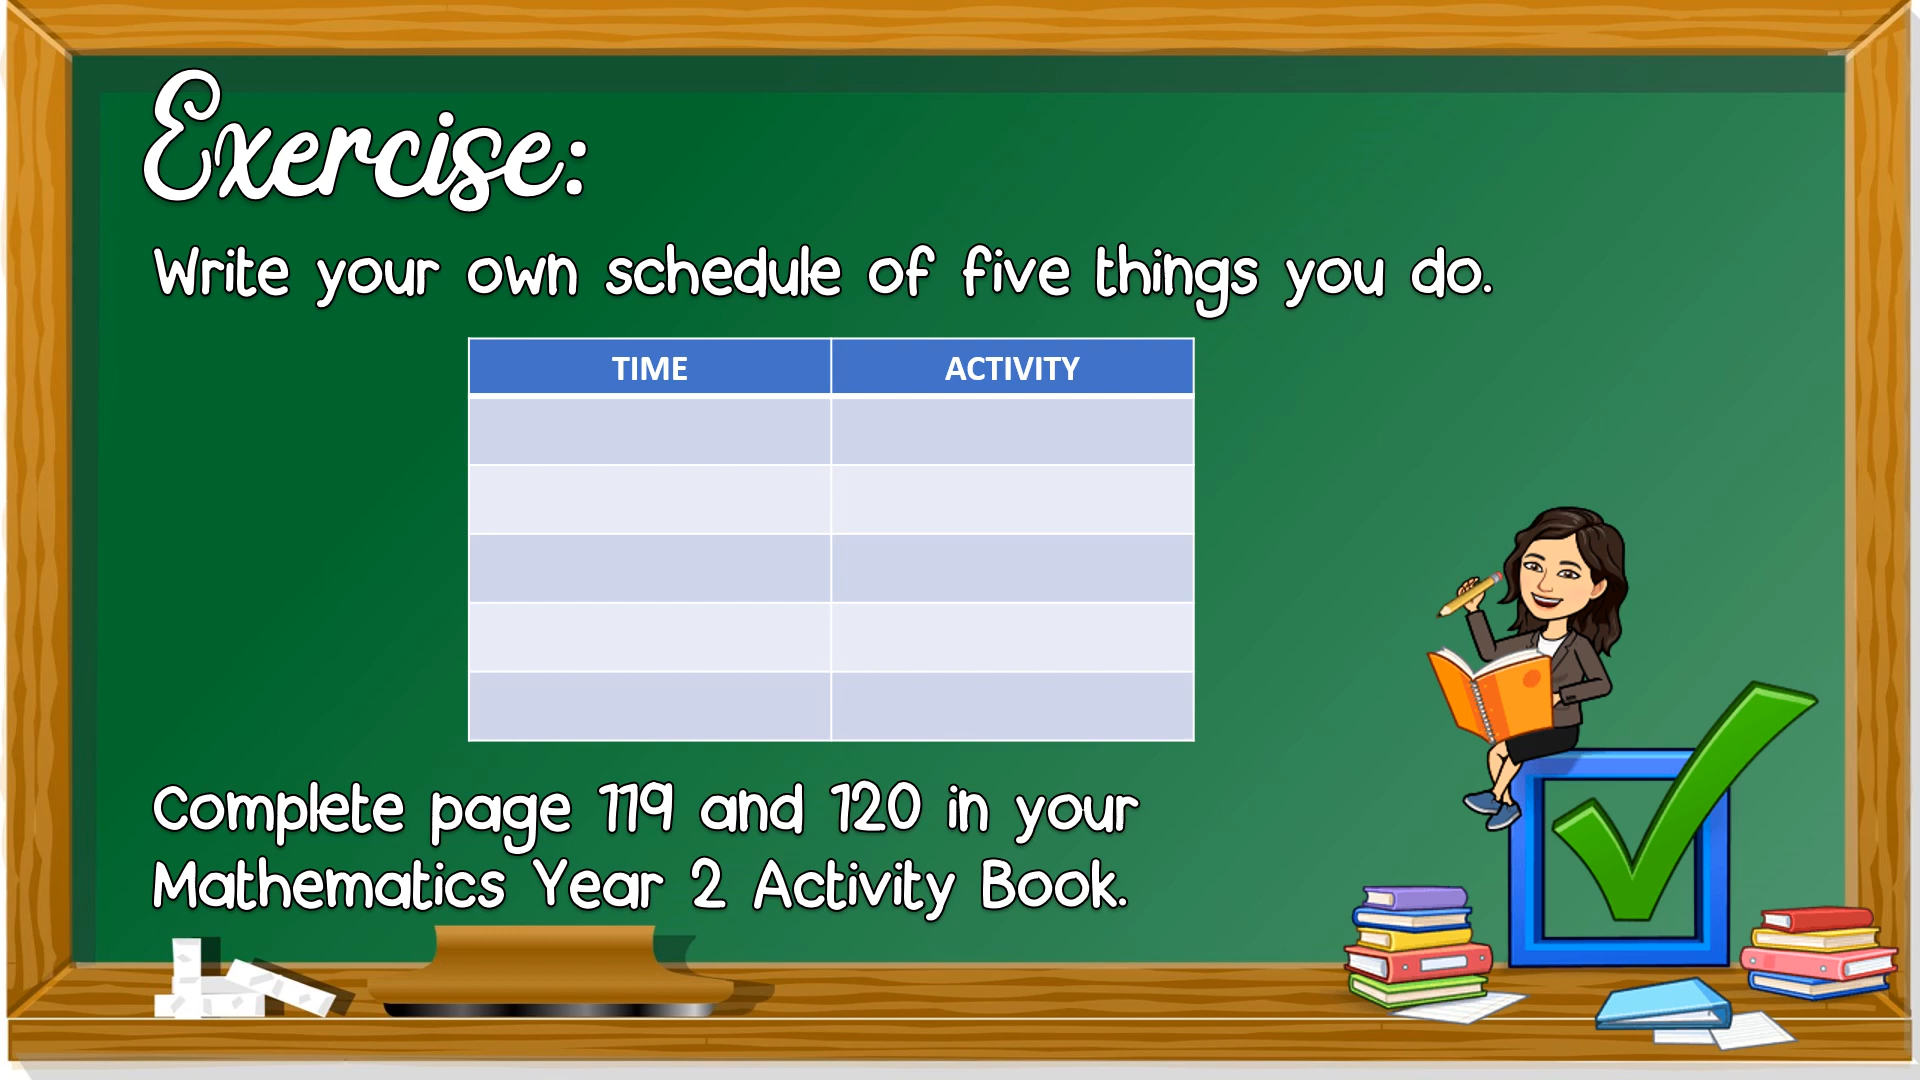 Exercise:
Write your own schedule of five things you do.
TIME ACTIVITY
Complete page 119 and 120 in your
Mathematics Year 2 Activity Book.